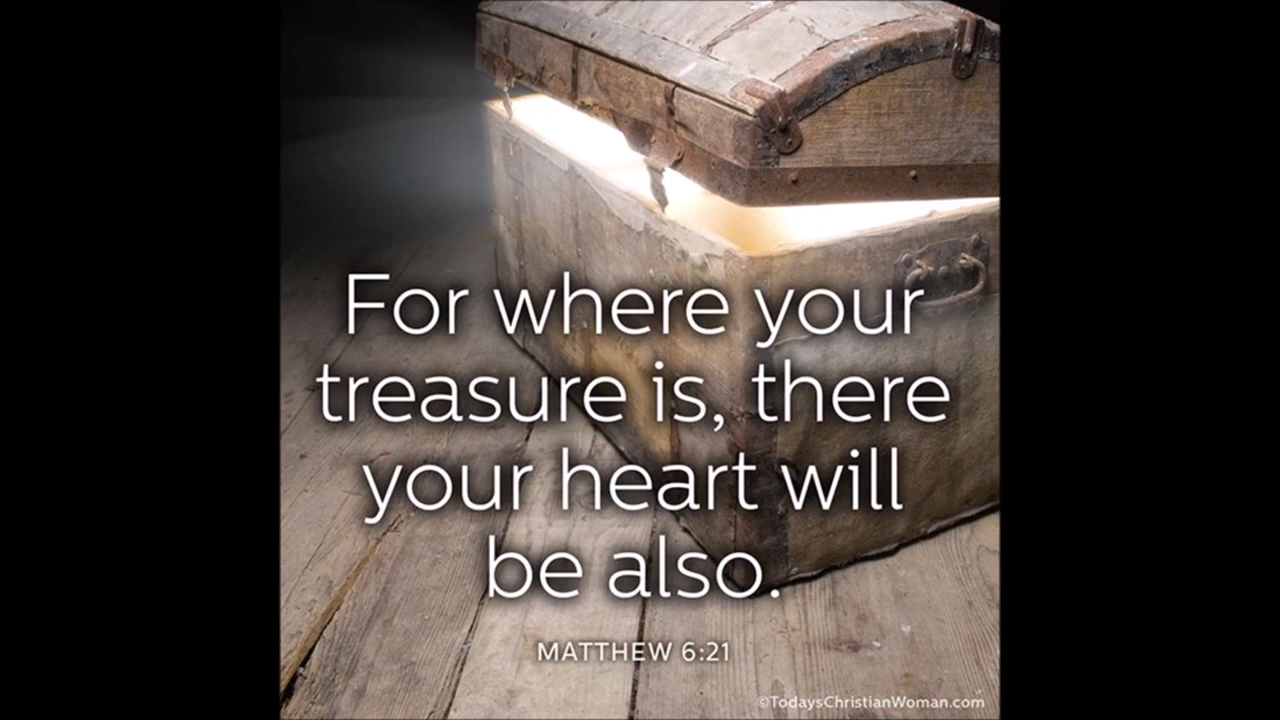 For where your
treasure is, there
your heart will
be also.
MATTHEW 6:21
©TodaysChristianWoman.com